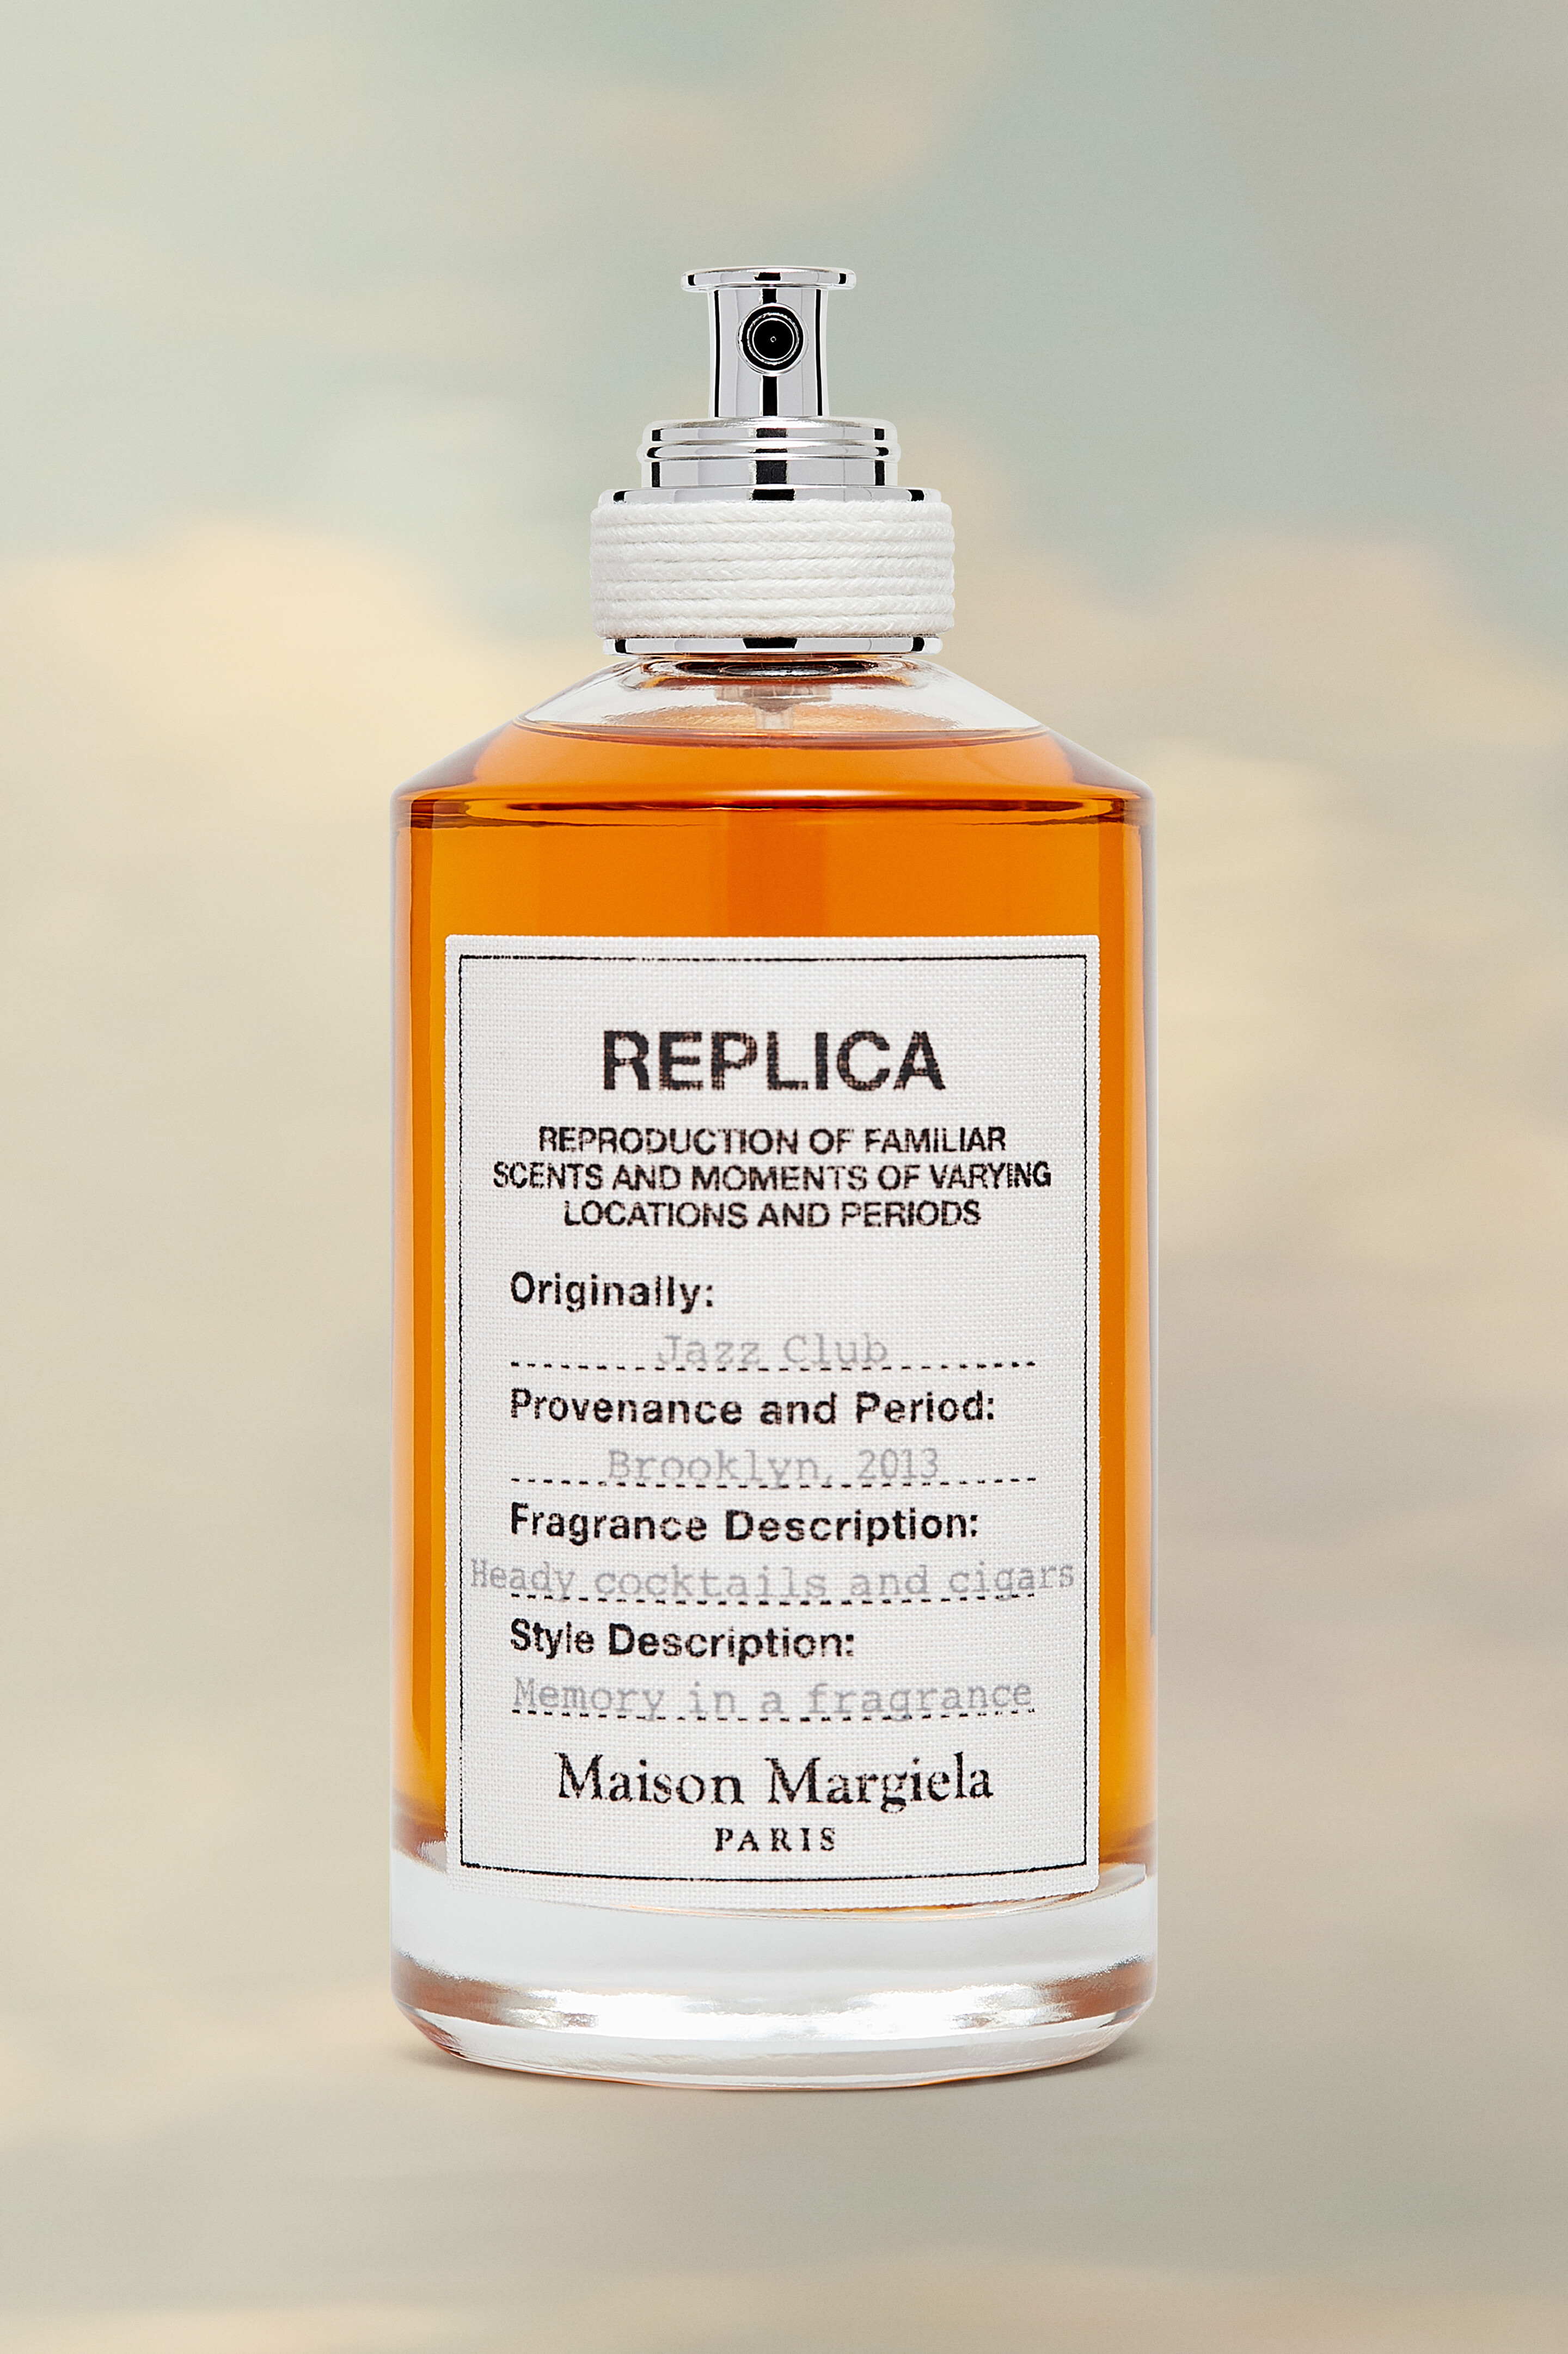 REPLICA
REPRODUCTION OF FAMILIAR
SCENTS AND MOMENTS OF VARYING
LOCATIONS AND PERIODS
Originally:
Jazz Club
Provenance and Period:
Brooklyn, 2013
Fragrance Description:
Heady cocktails and cigars
Style Description:
Memory in a fragrance
Maison Margiela
PARIS